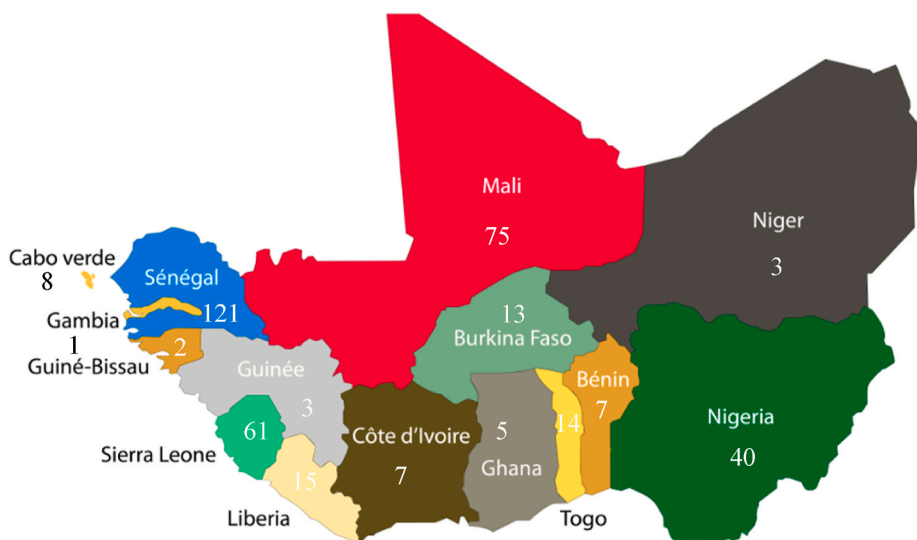 Mali
75
Niger
3
Cabo verde
8
Sénégal
121
Gambia
1
Guiné-Bissau
2
Guinée
3
Burkina Faso
13
Bénin
7
Nigeria
40
Sierra Leone
61
Liberia
15
Côte d'Ivoire
7
Ghana
5
Togo
14